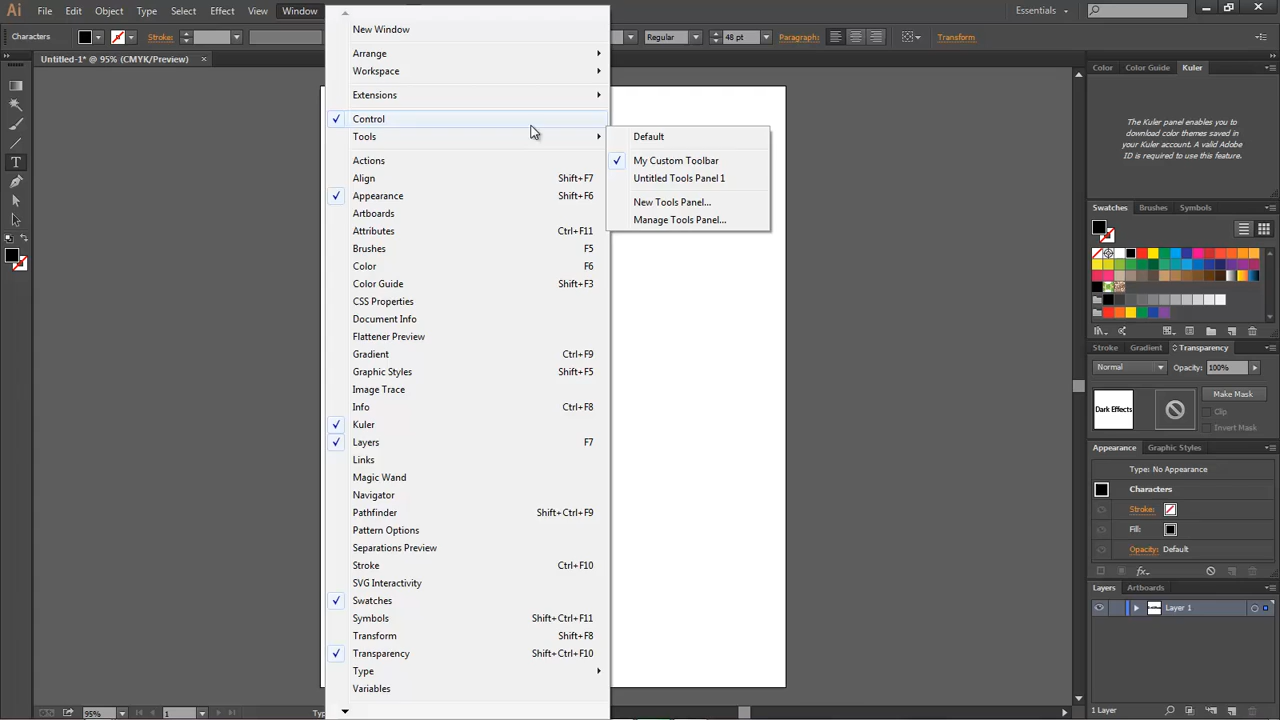 Ai File Edit Object Type Select Effect View Window Essentials
Characters Stroke: Regular 48 pt Paragraph: Transform
Untitled-1* @ 95% (CMYK/Preview)
New Window
Arrange
Workspace
Extensions
Control
Tools
Actions
Align Shift+F7
Appearance Shift+F6
Artboards
Attributes Ctrl+F11
Brushes F5
Color F6
Color Guide Shift+F3
CSS Properties
Document Info
Flattener Preview
Gradient Ctrl+F9
Graphic Styles Shift+F5
Image Trace
Info Ctrl+F8
Kuler
Layers F7
Links
Magic Wand
Navigator
Pathfinder Shift+Ctrl+F9
Pattern Options
Separations Preview
Stroke Ctrl+F10
SVG Interactivity
Swatches
Symbols Shift+Ctrl+F11
Transform Shift+F8
Transparency Shift+Ctrl+F10
Type
Variables
Default
My Custom Toolbar
Untitled Tools Panel 1
New Tools Panel...
Manage Tools Panel...
Color Color Guide Kuler
The Kuler panel enables you to
download color themes saved in
your Kuler account. A valid Adobe
ID is required to use this feature.
Swatches Brushes Symbols
Stroke Gradient Transparency
Normal Opacity: 100%
Dark Effects
Make Mask
Clip
Invert Mask
Appearance Graphic Styles
Type: No Appearance
Characters
Stroke:
Fill:
Opacity: Default
fx
Layers Artboards
Layer 1
1 Layer
95% 1 Typ